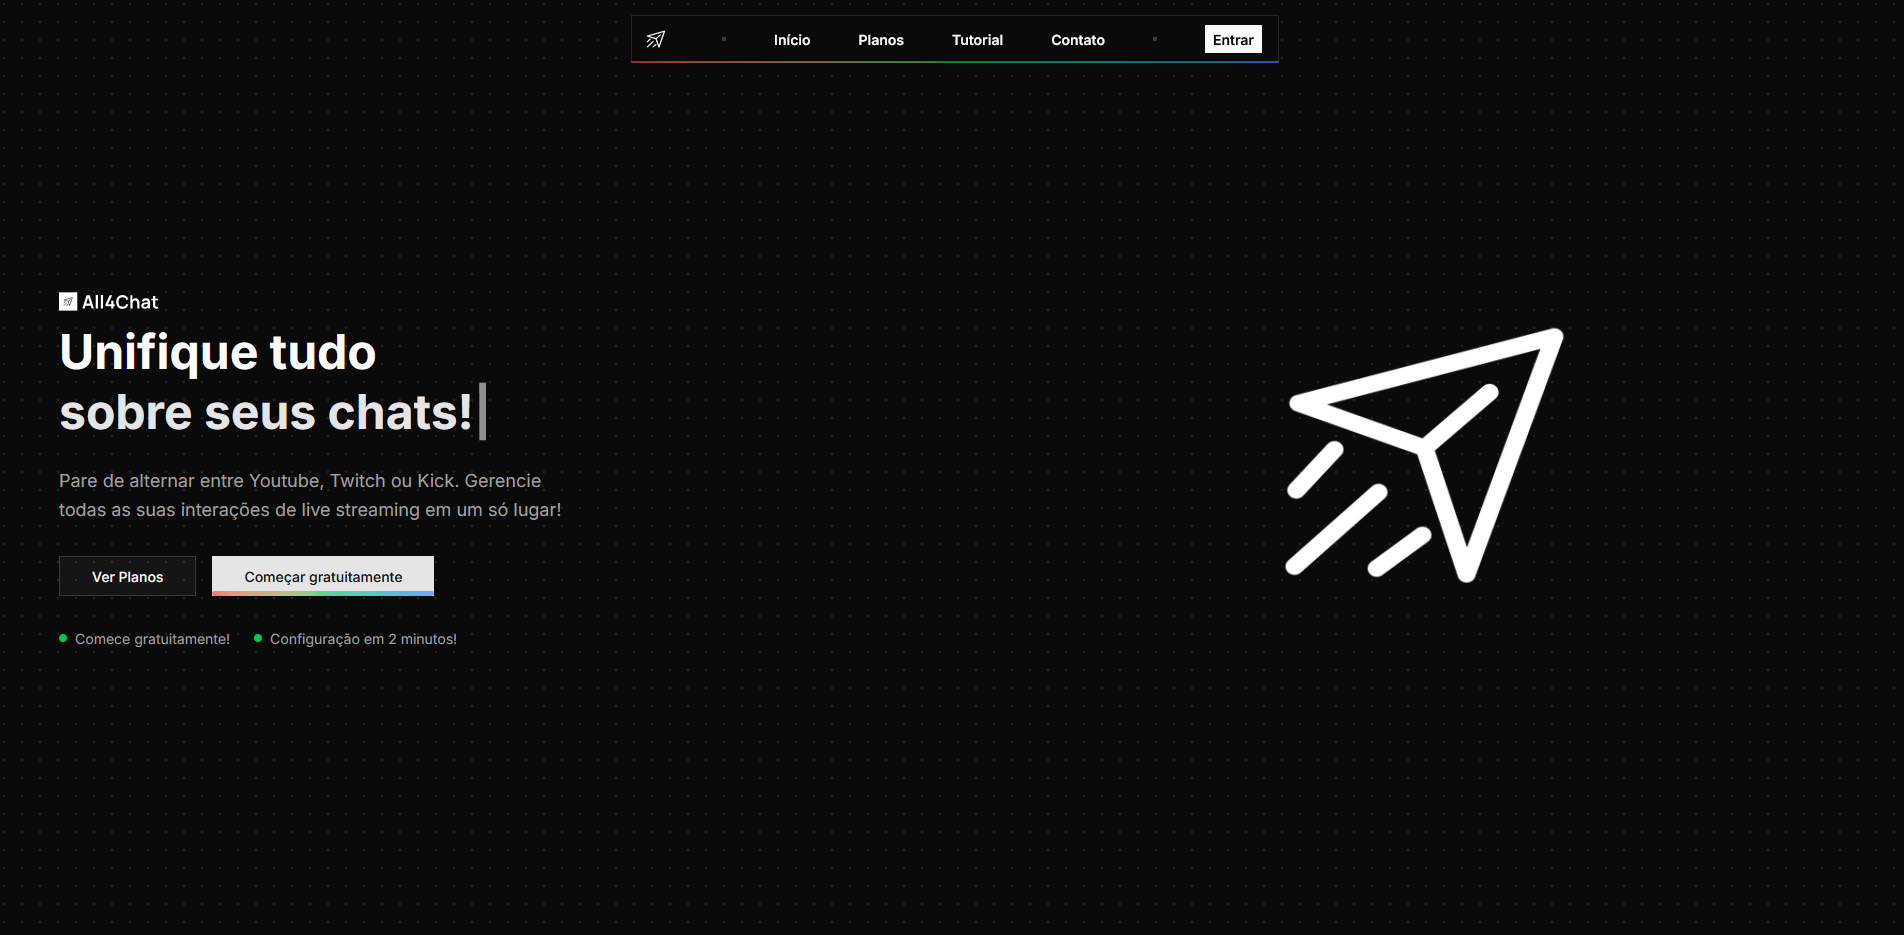 Início
Planos
Tutorial
Contato
Entrar
All4Chat
Unifique tudo
sobre seus chats!
Pare de alternar entre Youtube, Twitch ou Kick. Gerencie
todas as suas interações de live streaming em um só lugar!
Ver Planos
Começar gratuitamente
Comece gratuitamente!
Configuração em 2 minutos!